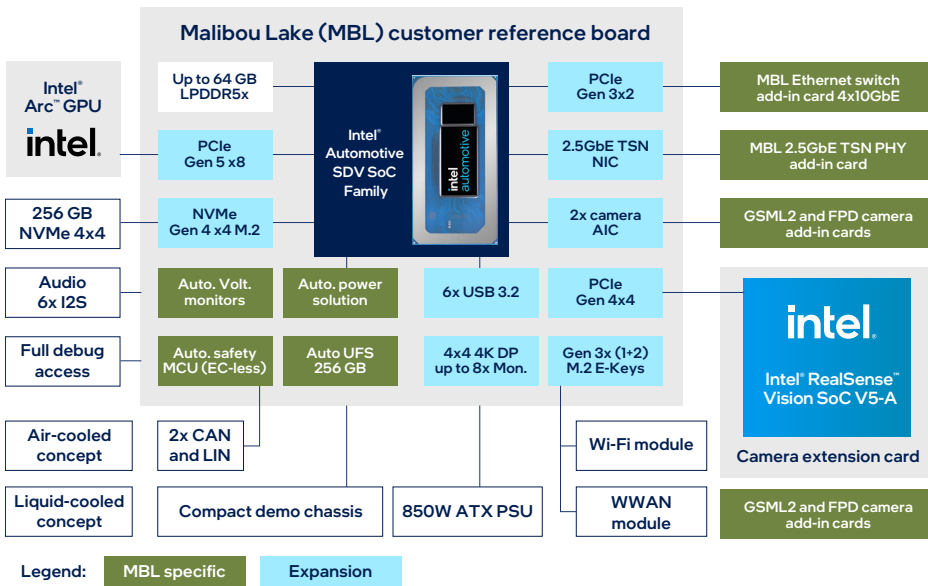 Malibou Lake (MBL) customer reference board
Intel®
Arc™ GPU
intel.
Up to 64 GB
LPDDR5x
Intel®
Automotive
SDV SoC
Family
intel
automotive
PCIe
Gen 3x2
MBL Ethernet switch
add-in card 4x10GbE
PCIe
Gen 5 x8
2.5GbE TSN
NIC
MBL 2.5GbE TSN PHY
add-in card
256 GB
NVMe 4x4
NVMe
Gen 4 x4 M.2
2x camera
AIC
GSML2 and FPD camera
add-in cards
Audio
6x I2S
Auto. Volt.
monitors
Auto. power
solution
6x USB 3.2
PCIe
Gen 4x4
intel.
Intel® RealSense™
Vision SoC V5-A
Camera extension card
Full debug
access
Auto. safety
MCU (EC-less)
Auto UFS
256 GB
4x4 4K DP
up to 8x Mon.
Gen 3x (1+2)
M.2 E-Keys
Air-cooled
concept
2x CAN
and LIN
Wi-Fi module
Liquid-cooled
concept
Compact demo chassis
850W ATX PSU
WWAN
module
GSML2 and FPD camera
add-in cards
Legend:
MBL specific
Expansion